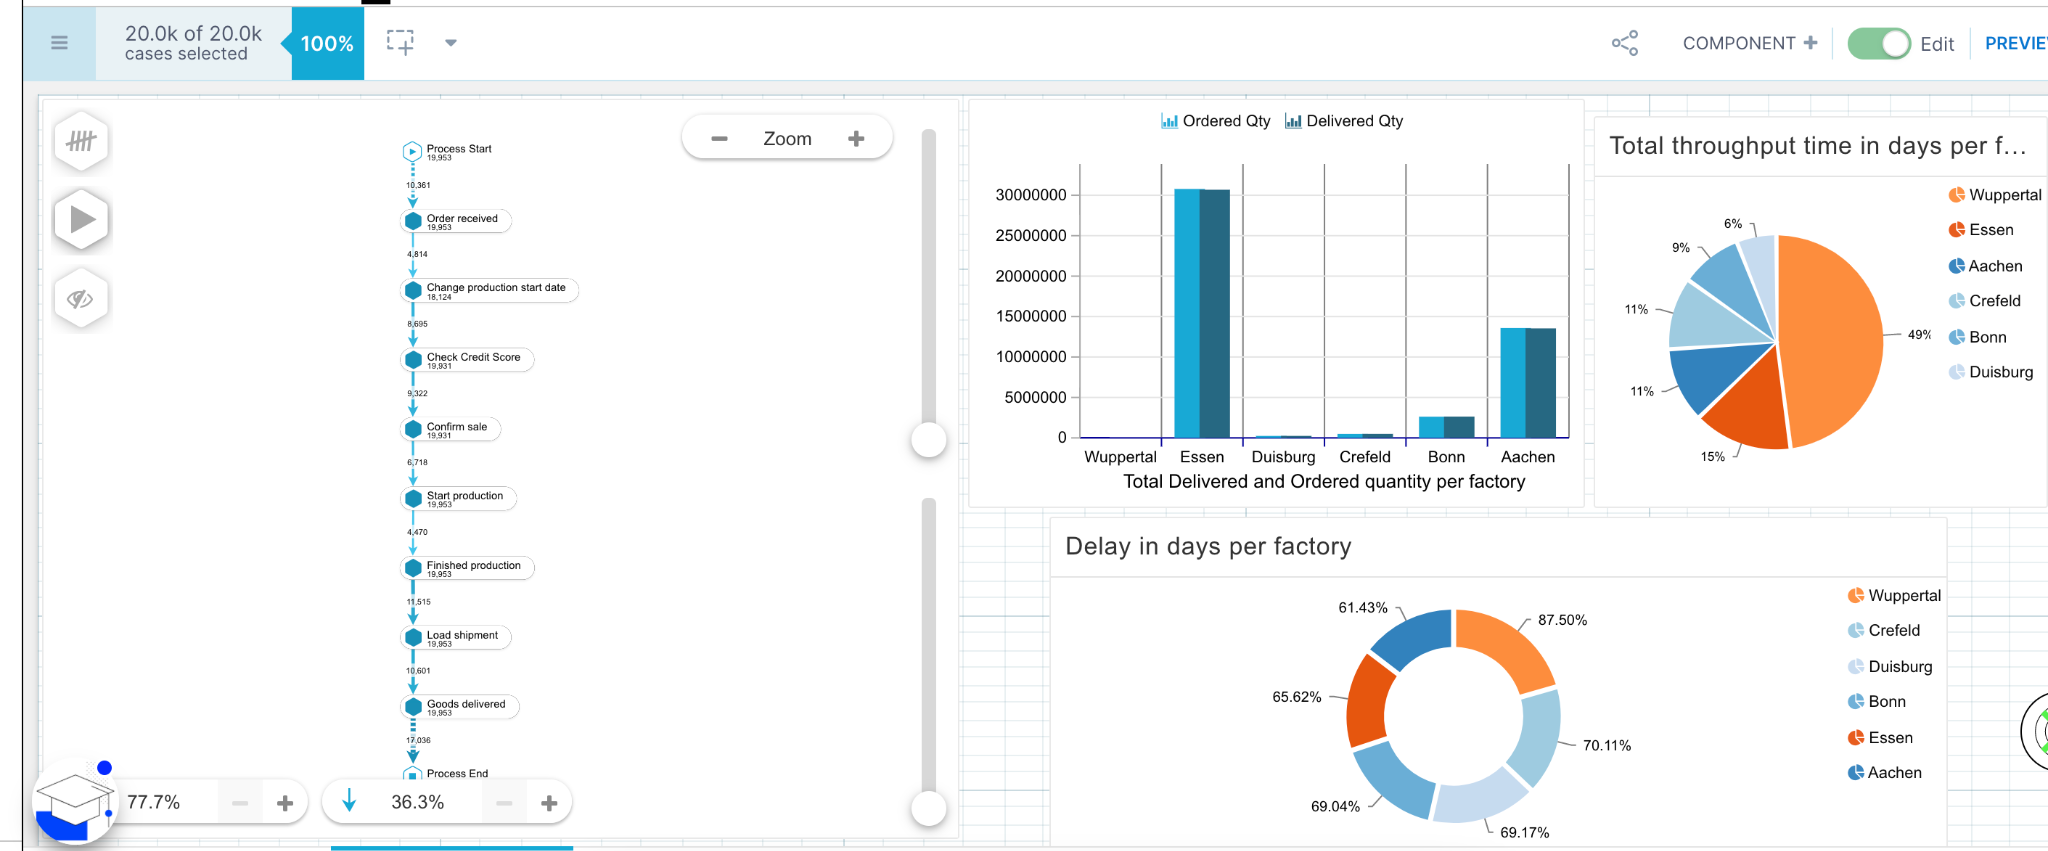 20.0k of 20.0k
cases selected
100%
COMPONENT
Edit
Zoom
Process Start
19,953
10,361
Order received
19,953
4,814
Change production start date
18,124
8,695
Check Credit Score
19,931
9,322
Confirm sale
19,931
6,718
Start production
19,953
4,470
Finished production
19,953
11,515
Load shipment
19,953
10,601
Goods delivered
19,953
17,036
Process End
77.7%
36.3%
Ordered Qty Delivered Qty
30000000
25000000
20000000
15000000
10000000
5000000
0
Wuppertal Essen Duisburg Crefeld Bonn Aachen
Total Delivered and Ordered quantity per factory
Total throughput time in days per f...
6%
9%
11%
11%
15%
49%
Wuppertal
Essen
Aachen
Crefeld
Bonn
Duisburg
Delay in days per factory
61.43%
87.50%
65.62%
70.11%
69.04%
69.17%
Wuppertal
Crefeld
Duisburg
Bonn
Essen
Aachen